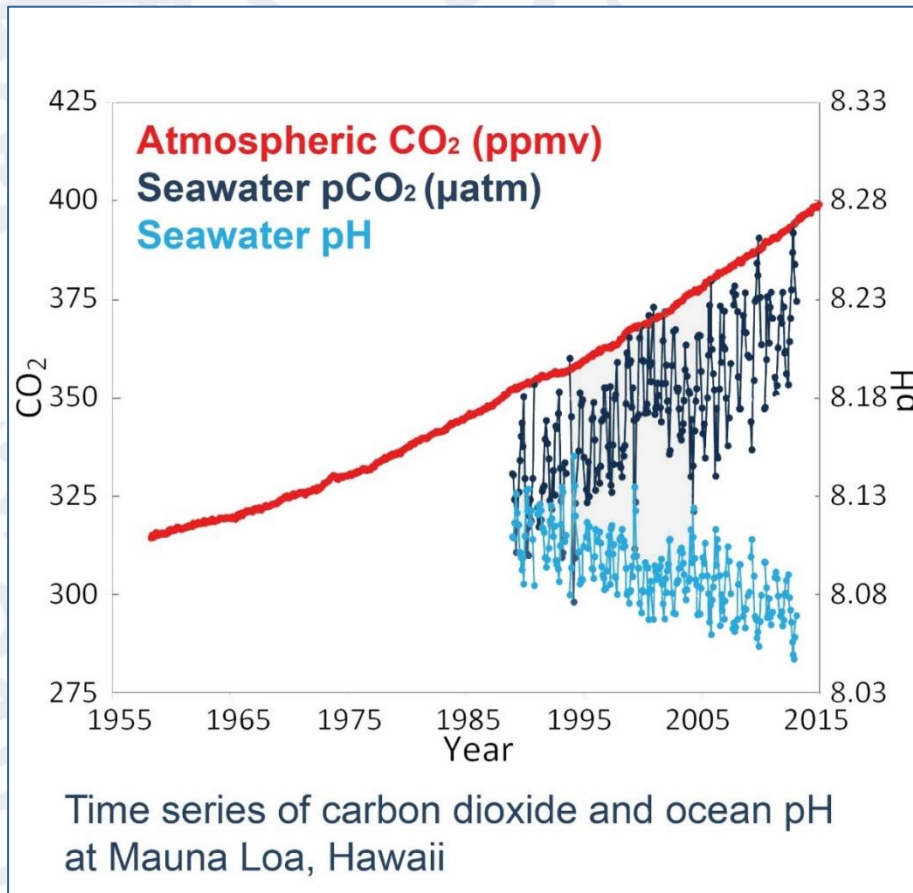 425
400
375
350
325
300
275
CO₂
Atmospheric CO₂ (ppmv)
Seawater pCO₂ (µatm)
Seawater pH
8.33
8.28
8.23
8.18
8.13
8.08
8.03
pH
1955 1965 1975 1985 1995 2005 2015
Year
Time series of carbon dioxide and ocean pH
at Mauna Loa, Hawaii